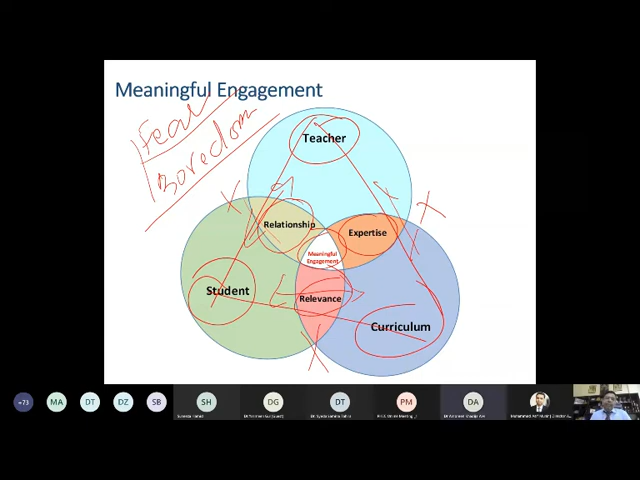 Meaningful Engagement
Fear
Boredom
Teacher
Relationship
Expertise
Meaningful
Engagement
Student
Relevance
Curriculum
+73
MA
DT
DZ
SB
SH
DG
DT
PM
DA